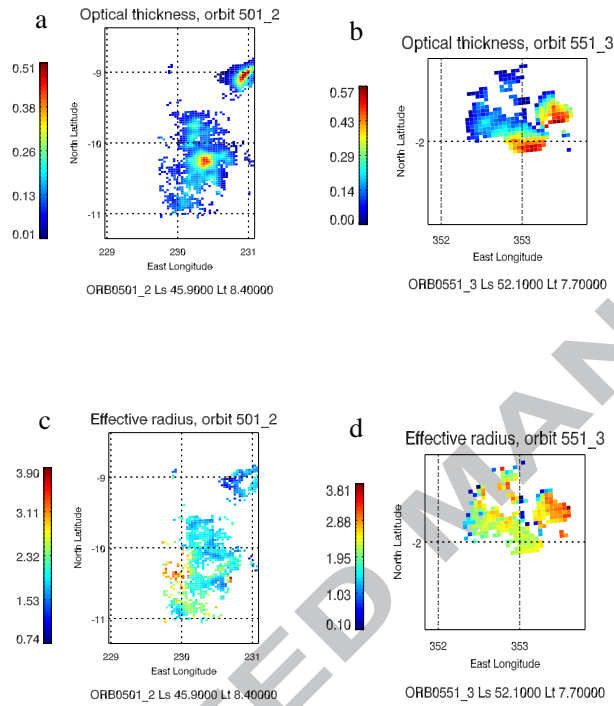 a
Optical thickness, orbit 501_2
0.51
0.38
0.26
0.13
0.01
North Latitude
-9
-10
-11
229
230
231
East Longitude
ORB0501_2 Ls 45.9000 Lt 8.40000
b
Optical thickness, orbit 551_3
0.57
0.43
0.29
0.14
0.00
North Latitude
-2
352
353
East Longitude
ORB0551_3 Ls 52.1000 Lt 7.70000
c
Effective radius, orbit 501_2
3.90
3.11
2.32
1.53
0.74
North Latitude
-9
-10
-11
229
230
231
East Longitude
ORB0501_2 Ls 45.9000 Lt 8.40000
d
Effective radius, orbit 551_3
3.81
2.88
1.95
1.03
0.10
North Latitude
-2
352
353
East Longitude
ORB0551_3 Ls 52.1000 Lt 7.70000
TED MAN